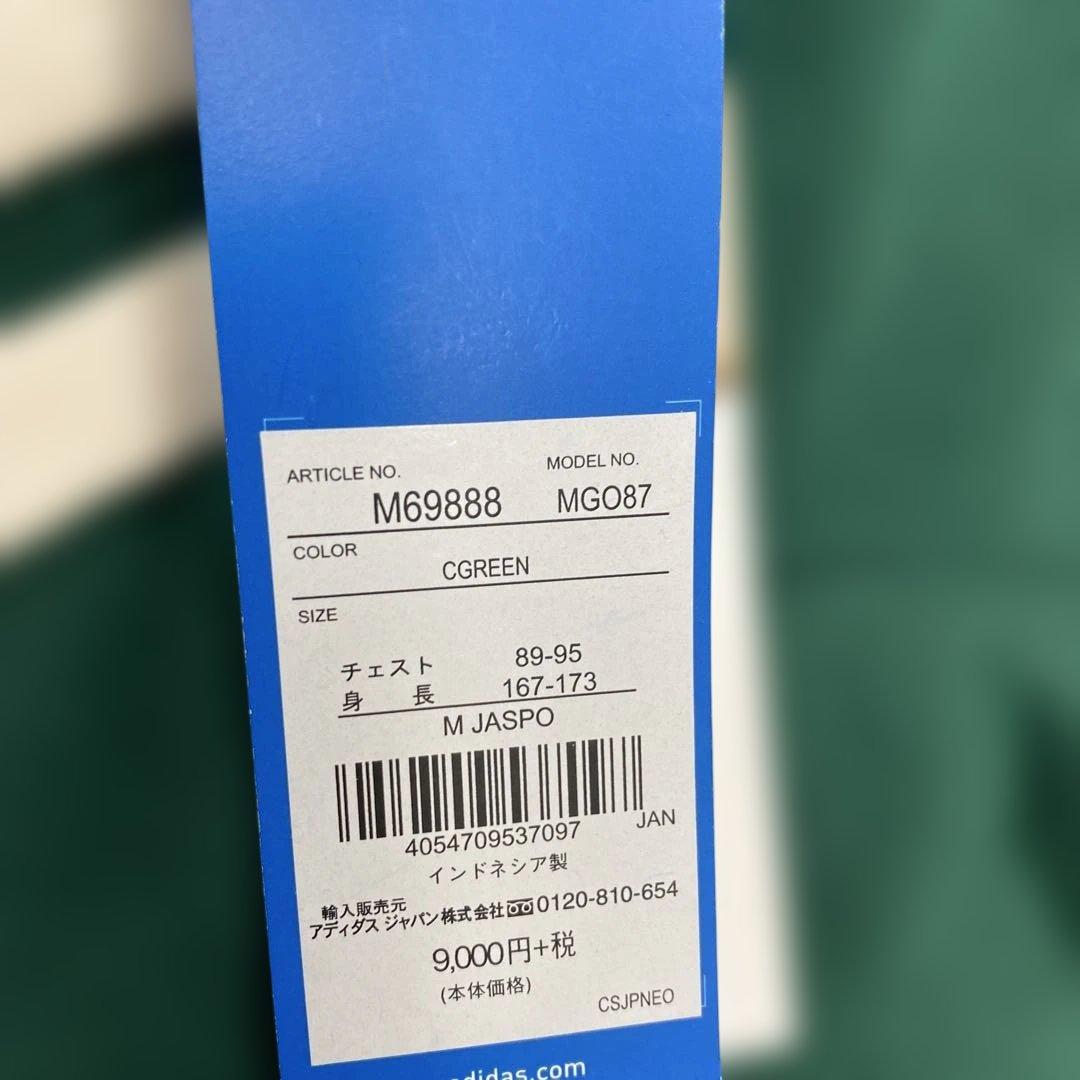 ARTICLE NO. MODEL NO.
M69888 MGO87
COLOR
CGREEN
SIZE
チェスト 89-95
身 長 167-173
M JASPO
4054709537097 JAN
インドネシア製
輸入販売元
アディダス ジャパン株式会社 0120-810-654
9,000円+税
(本体価格)
CSJPNEO
adidas.com